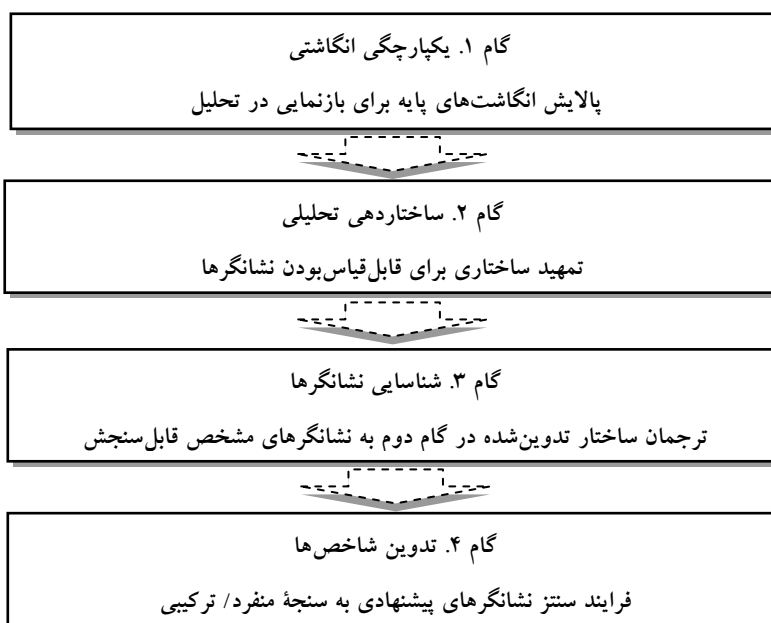 گام ۱. یکپارچگی انگاشتی
پالایش انگاشت‌های پایه برای بازنمایی در تحلیل
گام ۲. ساختاردهی تحلیلی
تمهید ساختاری برای قابل‌قیاس‌بودن نشانگرها
گام ۳. شناسایی نشانگرها
ترجمان ساختار تدوین‌شده در گام دوم به نشانگرهای مشخص قابل‌سنجش
گام ۴. تدوین شاخص‌ها
فرایند سنتز نشانگرهای پیشنهادی به سنجۀ منفرد/ ترکیبی